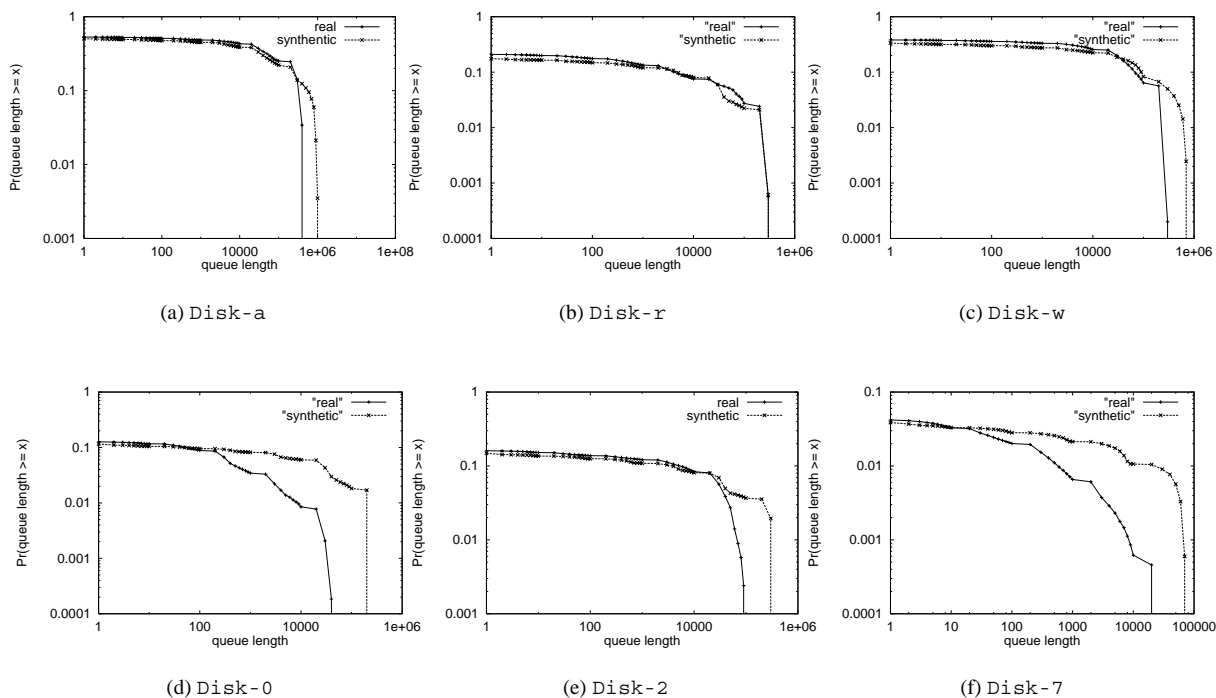 1
0.1
0.01
0.001
1 100 10000 1e+06 1e+08
Pr(queue length >= x)
queue length
real
synthentic
(a) Disk-a
1
0.1
0.01
0.001
0.0001
1 100 10000 1e+06
Pr(queue length >= x)
queue length
"real"
"synthetic"
(b) Disk-r
1
0.1
0.01
0.001
0.0001
1 100 10000 1e+06
Pr(queue length >= x)
queue length
"real"
"synthetic"
(c) Disk-w
1
0.1
0.01
0.001
0.0001
1 100 10000 1e+06
Pr(queue length >= x)
queue length
"real"
"synthetic"
(d) Disk-0
1
0.1
0.01
0.001
1 100 10000 1e+06
Pr(queue length >= x)
queue length
real
synthetic
(e) Disk-2
0.1
0.01
0.001
0.0001
1 10 100 1000 10000 100000
Pr(queue length >= x)
queue length
"real"
"synthetic"
(f) Disk-7